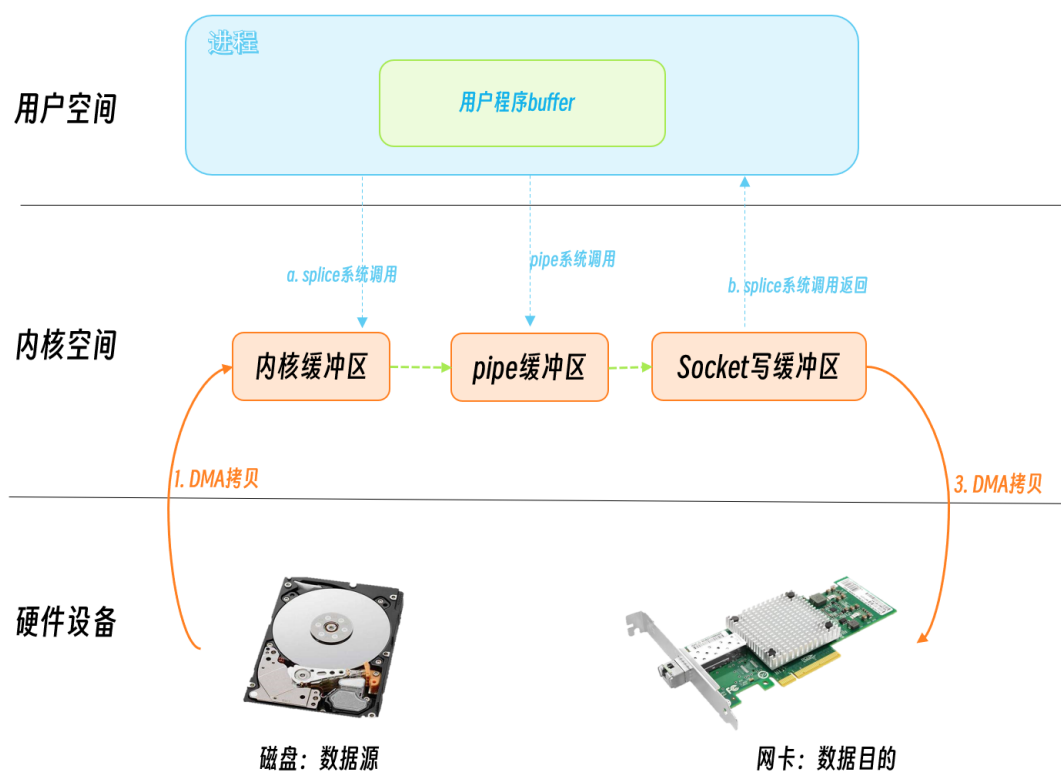 进程
用户空间
用户程序buffer
a. splice系统调用
pipe系统调用
b. splice系统调用返回
内核空间
内核缓冲区
pipe缓冲区
Socket写缓冲区
1. DMA拷贝
3. DMA拷贝
硬件设备
磁盘：数据源
网卡：数据目的